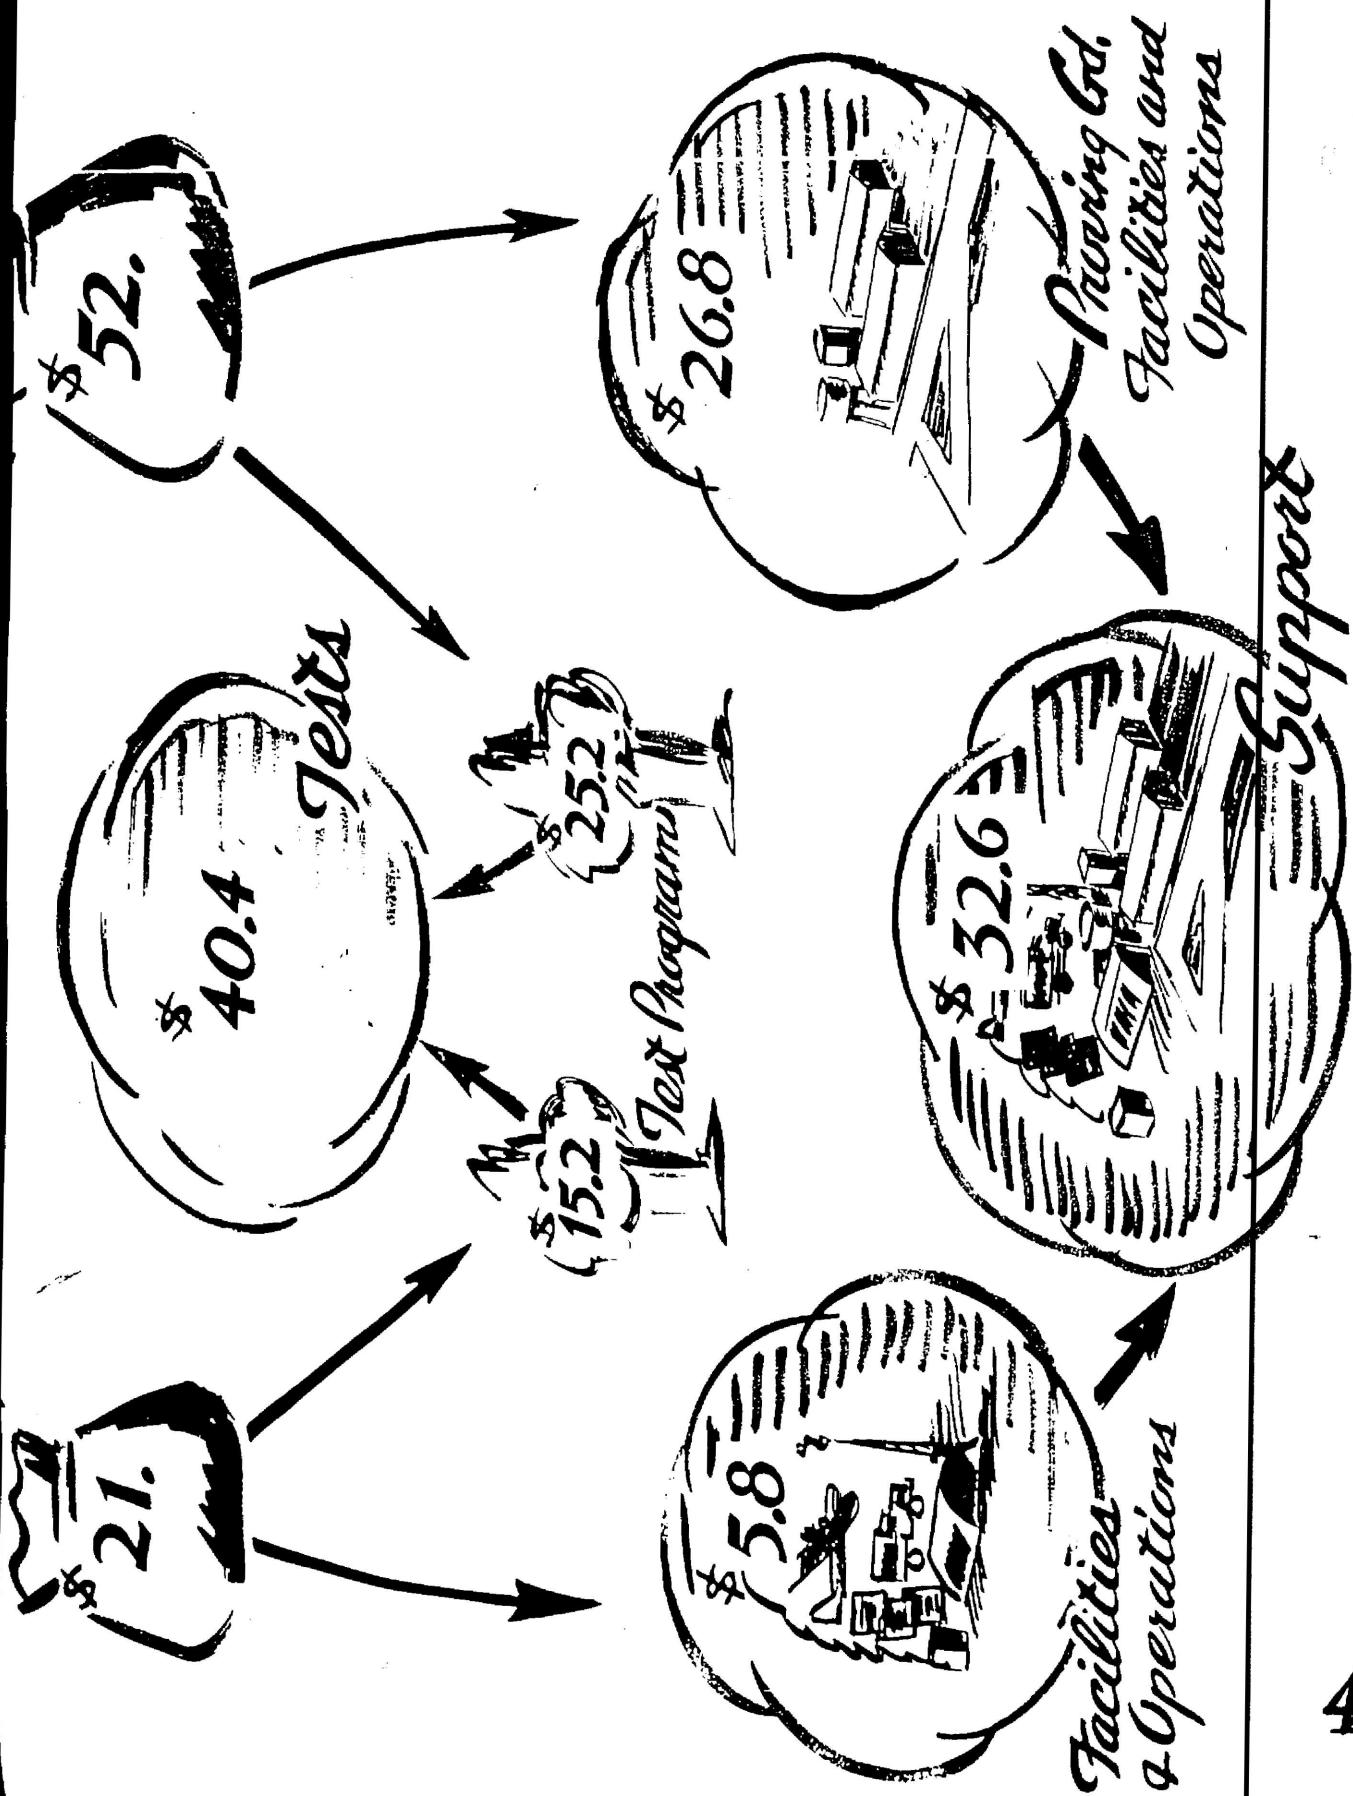 $ 21.
$ 52.
$ 40.4
Tests
$ 15.2
$ 25.2
Test Programs
$ 5.8
$ 26.8
Facilities
& Operations
Proving Gd.
Facilities and
Operations
$ 32.6
Support
4